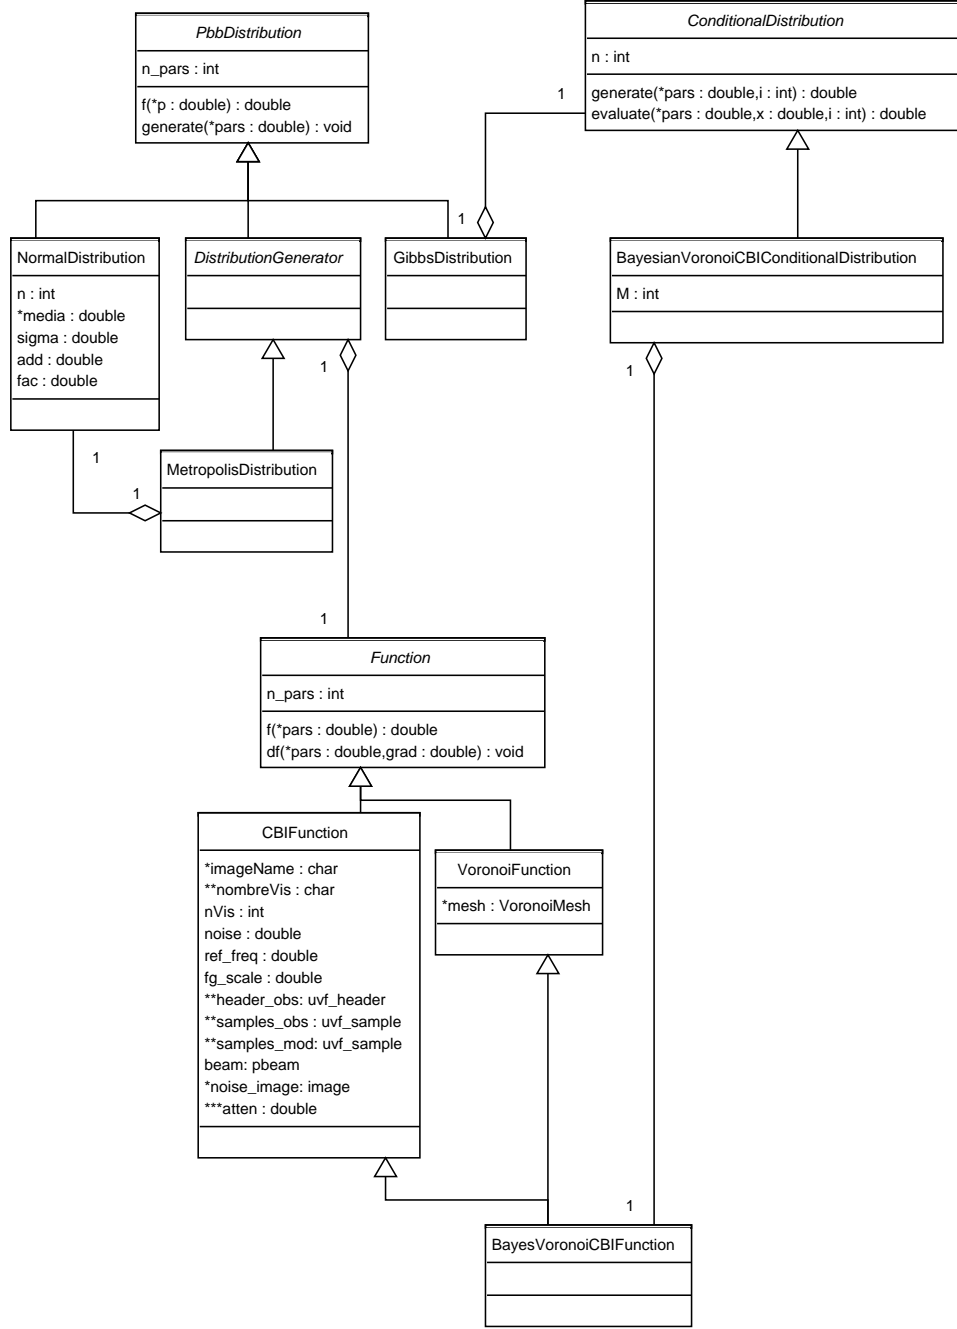 PbbDistribution
n_pars : int
f(*p : double) : double
generate(*pars : double) : void
ConditionalDistribution
n : int
generate(*pars : double,i : int) : double
evaluate(*pars : double,x : double,i : int) : double
1
1
NormalDistribution
n : int
*media : double
sigma : double
add : double
fac : double
DistributionGenerator
GibbsDistribution
BayesianVoronoiCBIConditionalDistribution
M : int
1
1
1
1
MetropolisDistribution
1
Function
n_pars : int
f(*pars : double) : double
df(*pars : double,grad : double) : void
CBIFunction
*imageName : char
**nombreVis : char
nVis : int
noise : double
ref_freq : double
fg_scale : double
**header_obs: uvf_header
**samples_obs : uvf_sample
**samples_mod: uvf_sample
beam: pbeam
*noise_image: image
***atten : double
VoronoiFunction
*mesh : VoronoiMesh
1
BayesVoronoiCBIFunction